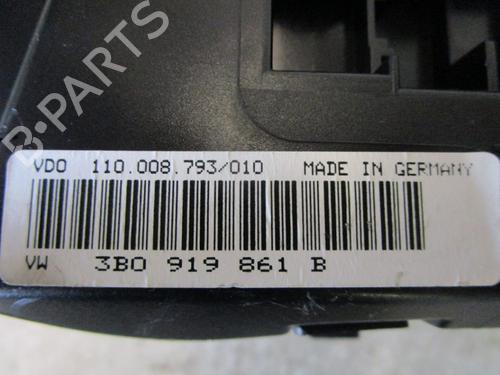 B-PARTS
VDO 110.008.793/010 MADE IN GERMANY
VW 3B0 919 861 B